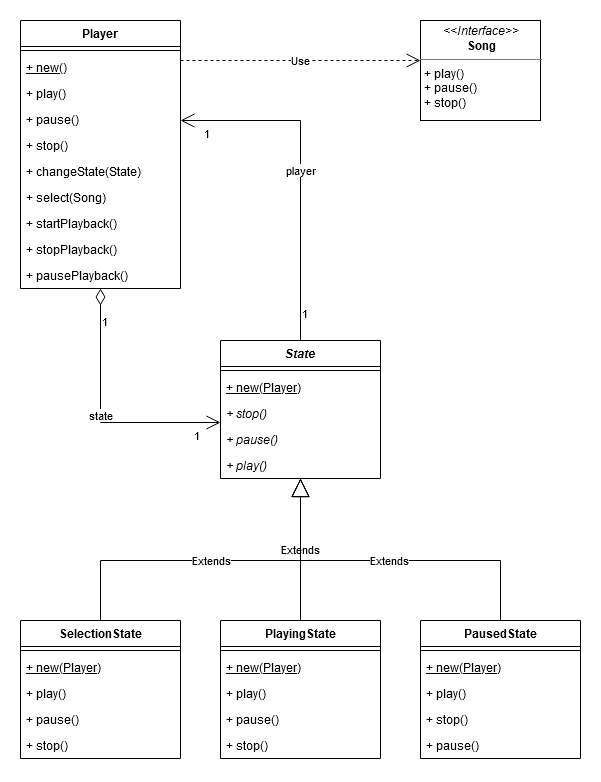 Player
+ new()
+ play()
+ pause()
+ stop()
+ changeState(State)
+ select(Song)
+ startPlayback()
+ stopPlayback()
+ pausePlayback()
Use
<<Interface>>
Song
+ play()
+ pause()
+ stop()
1
player
1
1
state
1
State
+ new(Player)
+ stop()
+ pause()
+ play()
Extends
Extends
Extends
SelectionState
+ new(Player)
+ play()
+ pause()
+ stop()
PlayingState
+ new(Player)
+ play()
+ pause()
+ stop()
PausedState
+ new(Player)
+ play()
+ stop()
+ pause()